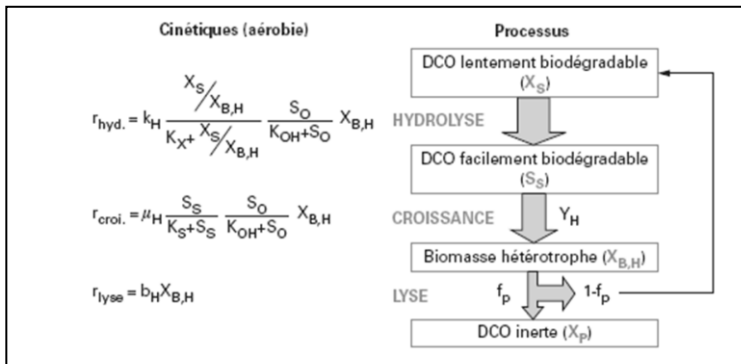 Cinétiques (aérobie)
Processus
DCO lentement biodégradable
(X_S)
r_hyd. = k_H (X_S/X_B,H) / (K_X + X_S/X_B,H) S_O / (K_OH+S_O) X_B,H
HYDROLYSE
DCO facilement biodégradable
(S_S)
r_croi. = μ_H S_S / (K_S+S_S) S_O / (K_OH+S_O) X_B,H
CROISSANCE
Y_H
Biomasse hétérotrophe (X_B,H)
r_lyse = b_H X_B,H
LYSE
f_p
1-f_p
DCO inerte (X_P)